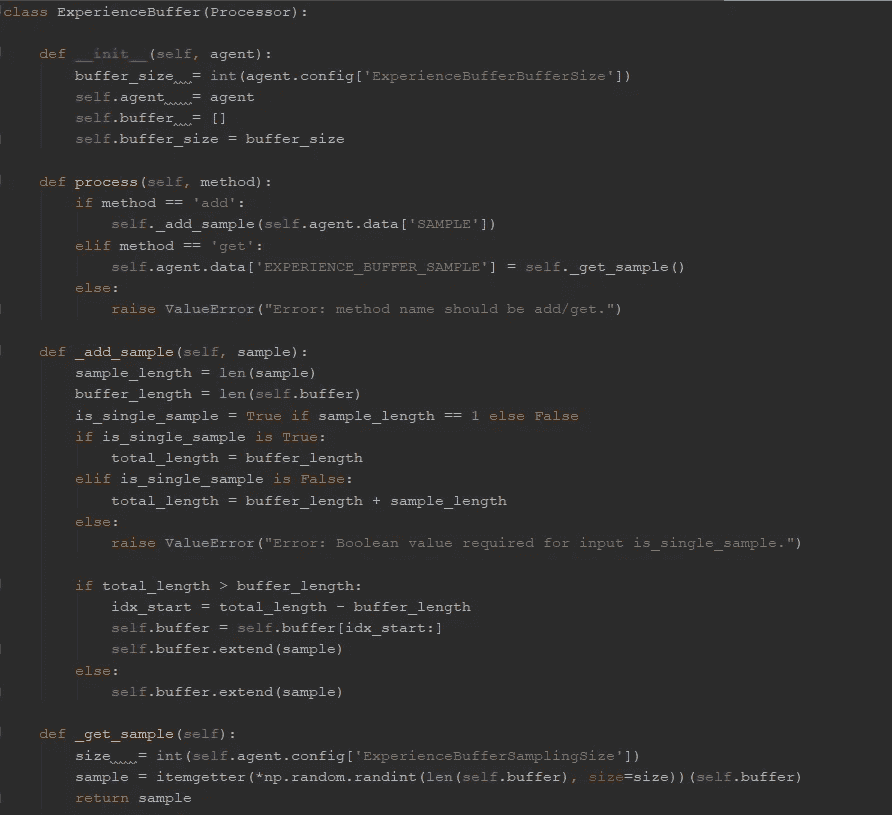 class ExperienceBuffer(Processor):
def __init__(self, agent):
buffer_size = int(agent.config['ExperienceBufferBufferSize'])
self.agent = agent
self.buffer = []
self.buffer_size = buffer_size
def process(self, method):
if method == 'add':
self._add_sample(self.agent.data['SAMPLE'])
elif method == 'get':
self.agent.data['EXPERIENCE_BUFFER_SAMPLE'] = self._get_sample()
else:
raise ValueError("Error: method name should be add/get.")
def _add_sample(self, sample):
sample_length = len(sample)
buffer_length = len(self.buffer)
is_single_sample = True if sample_length == 1 else False
if is_single_sample is True:
total_length = buffer_length
elif is_single_sample is False:
total_length = buffer_length + sample_length
else:
raise ValueError("Error: Boolean value required for input is_single_sample.")
if total_length > buffer_length:
idx_start = total_length - buffer_length
self.buffer = self.buffer[idx_start:]
self.buffer.extend(sample)
else:
self.buffer.extend(sample)
def _get_sample(self):
size = int(self.agent.config['ExperienceBufferSamplingSize'])
sample = itemgetter(*np.random.randint(len(self.buffer), size=size))(self.buffer)
return sample